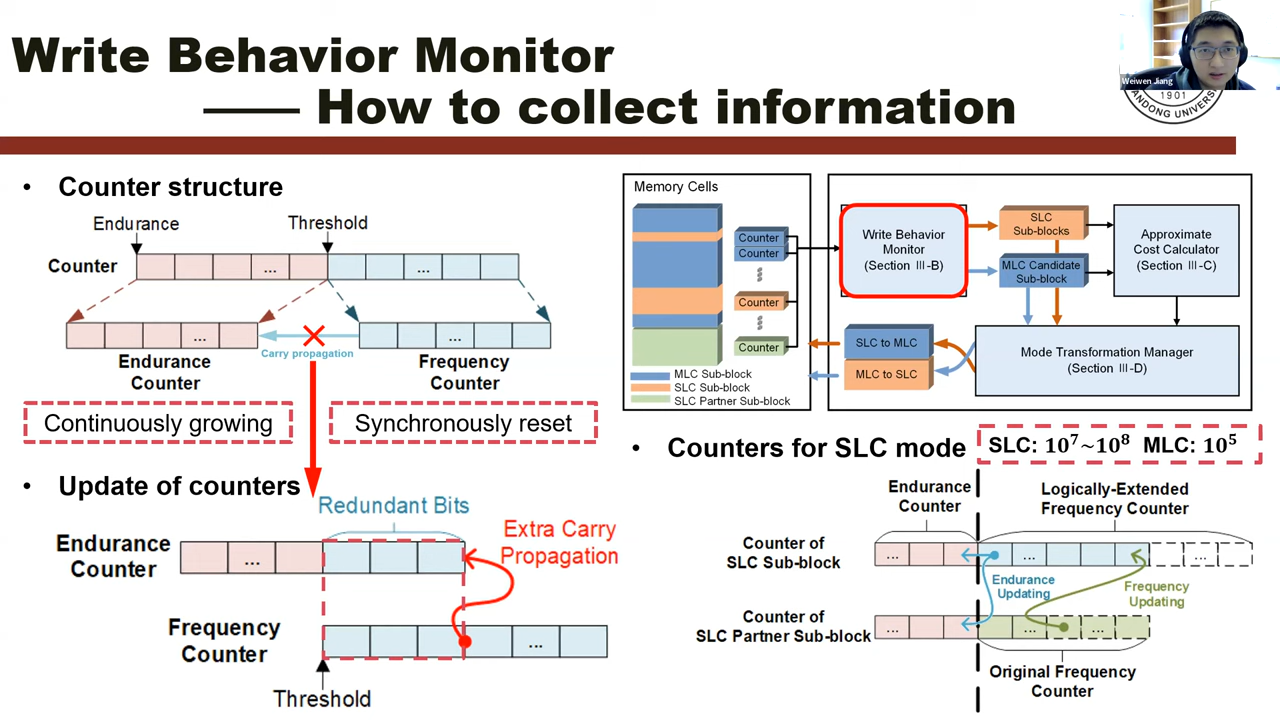 Write Behavior Monitor
—— How to collect information
Weiwen Jiang
1901
ANDONG UNIVERS
• Counter structure
Endurance
Threshold
Counter
...
...
...
...
Carry propagation
Endurance
Counter
Frequency
Counter
Continuously growing
Synchronously reset
• Update of counters
Redundant Bits
Endurance
Counter
...
Extra Carry
Propagation
Frequency
Counter
...
Threshold
Memory Cells
Counter
Counter
Counter
Counter
MLC Sub-block
SLC Sub-block
SLC Partner Sub-block
Write Behavior
Monitor
(Section Ⅲ-B)
SLC
Sub-blocks
MLC Candidate
Sub-block
Approximate
Cost Calculator
(Section Ⅲ-C)
SLC to MLC
MLC to SLC
Mode Transformation Manager
(Section Ⅲ-D)
• Counters for SLC mode
SLC: 10⁷~10⁸ MLC: 10⁵
Endurance
Counter
Logically-Extended
Frequency Counter
Counter of
SLC Sub-block
...
...
...
Endurance
Updating
Frequency
Updating
Counter of
SLC Partner Sub-block
...
...
...
Original Frequency
Counter